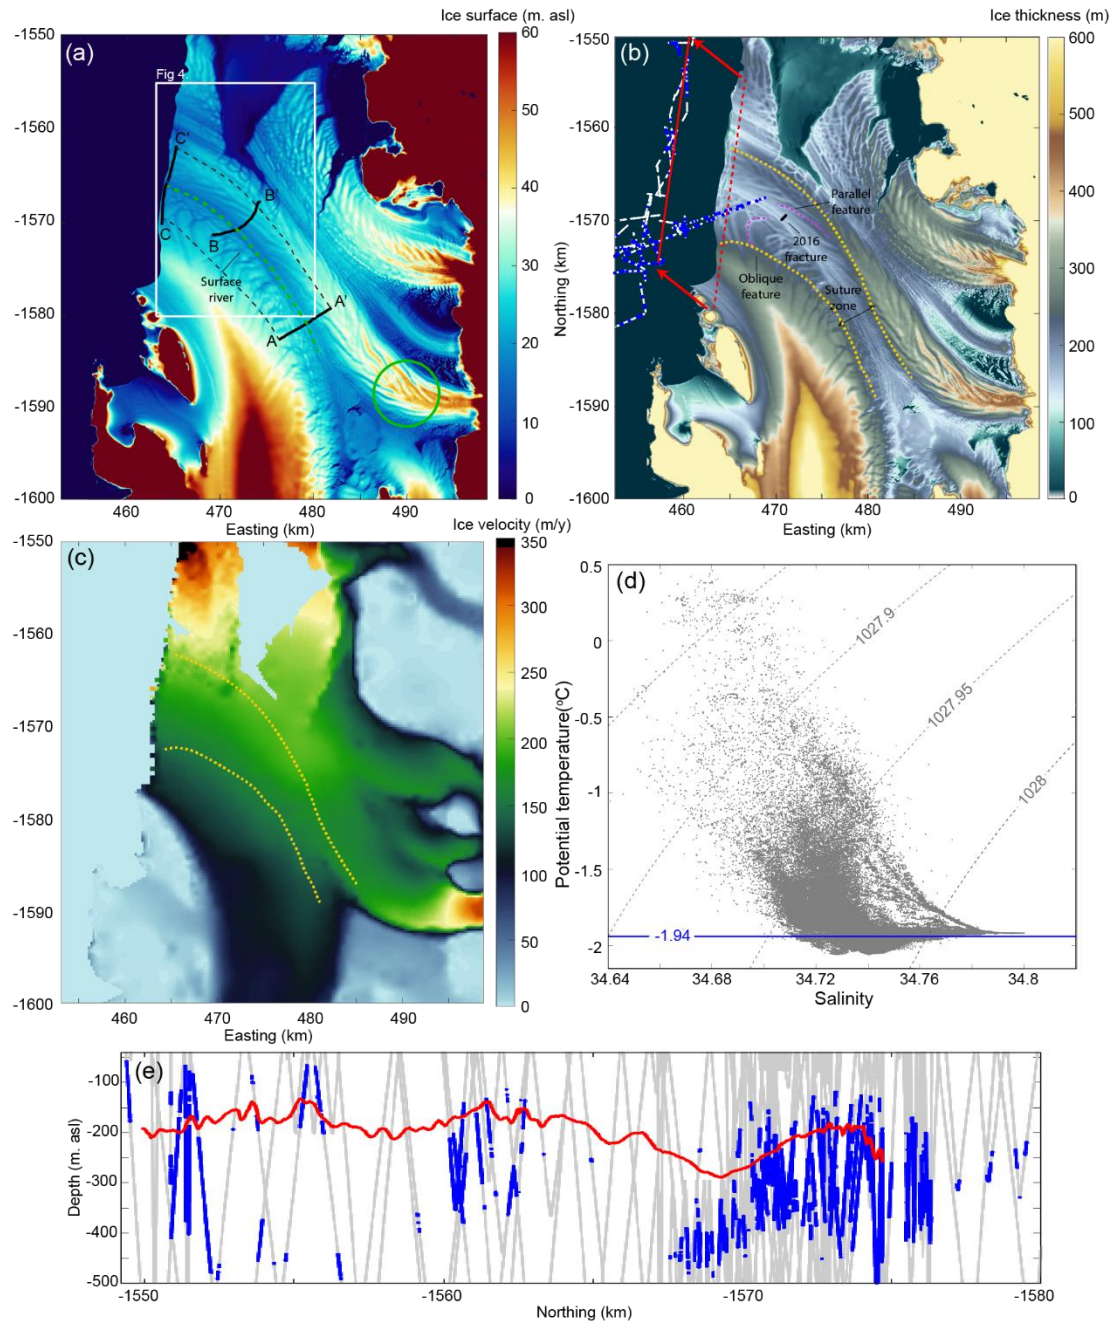 Ice surface (m. asl)
(a)
Fig 4
C'
B'
B
C
A'
A
Surface
river
-1550
-1560
-1570
-1580
-1590
-1600
460
470
480
490
Easting (km)
60
50
40
30
20
10
0
Ice thickness (m)
(b)
Parallel
feature
2016
fracture
Oblique
feature
Suture
zone
Northing (km)
-1550
-1560
-1570
-1580
-1590
-1600
460
470
480
490
Easting (km)
600
500
400
300
200
100
0
Ice velocity (m/y)
(c)
-1550
-1560
-1570
-1580
-1590
-1600
460
470
480
490
Easting (km)
350
300
250
200
150
100
50
0
(d)
Potential temperature(ºC)
0.5
0
-0.5
-1
-1.5
-2
1027.9
1027.95
1028
-1.94
34.64
34.68
34.72
34.76
34.8
Salinity
(e)
Depth (m. asl)
-100
-200
-300
-400
-500
-1550
-1560
-1570
-1580
Northing (km)